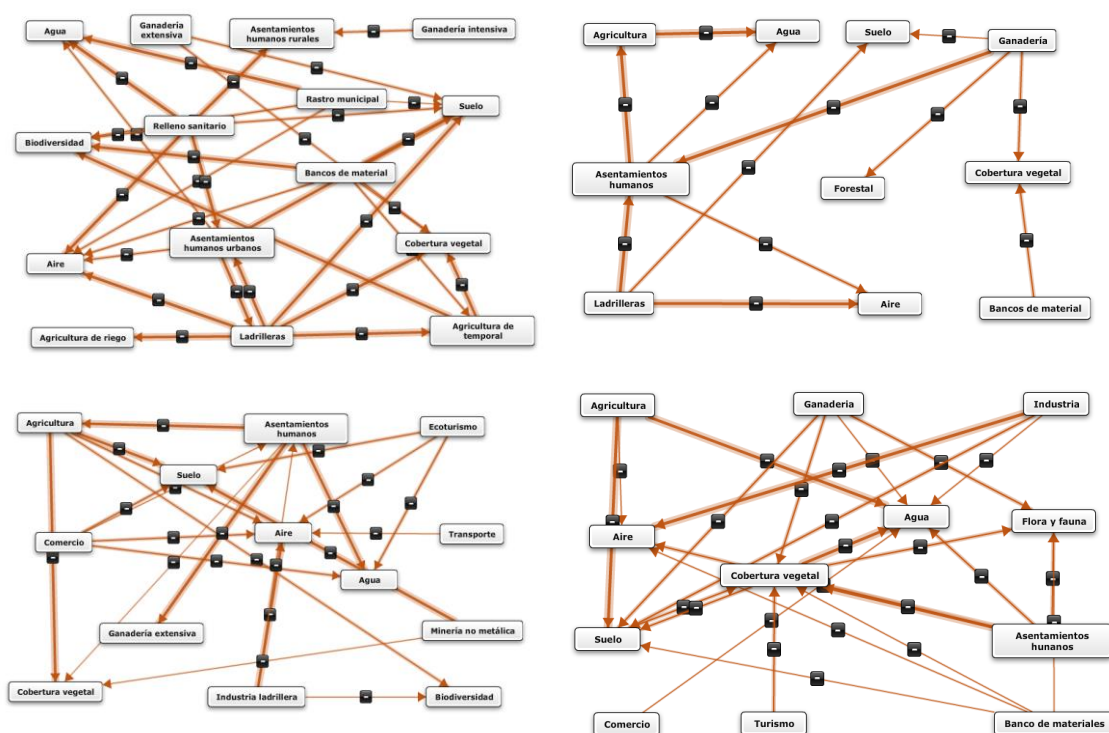 Agua
Ganadería
extensiva
Asentamientos
humanos rurales
Ganadería intensiva
Rastro municipal
Suelo
Relleno sanitario
Biodiversidad
Bancos de material
Asentamientos
humanos urbanos
Cobertura vegetal
Aire
Agricultura de riego
Ladrilleras
Agricultura de
temporal
Agricultura
Agua
Suelo
Ganadería
Asentamientos
humanos
Forestal
Cobertura vegetal
Ladrilleras
Aire
Bancos de material
Agricultura
Asentamientos
humanos
Ecoturismo
Suelo
Comercio
Aire
Transporte
Agua
Ganadería extensiva
Minería no metálica
Cobertura vegetal
Industria ladrillera
Biodiversidad
Agricultura
Ganaderia
Industria
Agua
Flora y fauna
Aire
Cobertura vegetal
Suelo
Asentamientos
hunanos
Comercio
Turismo
Banco de materiales